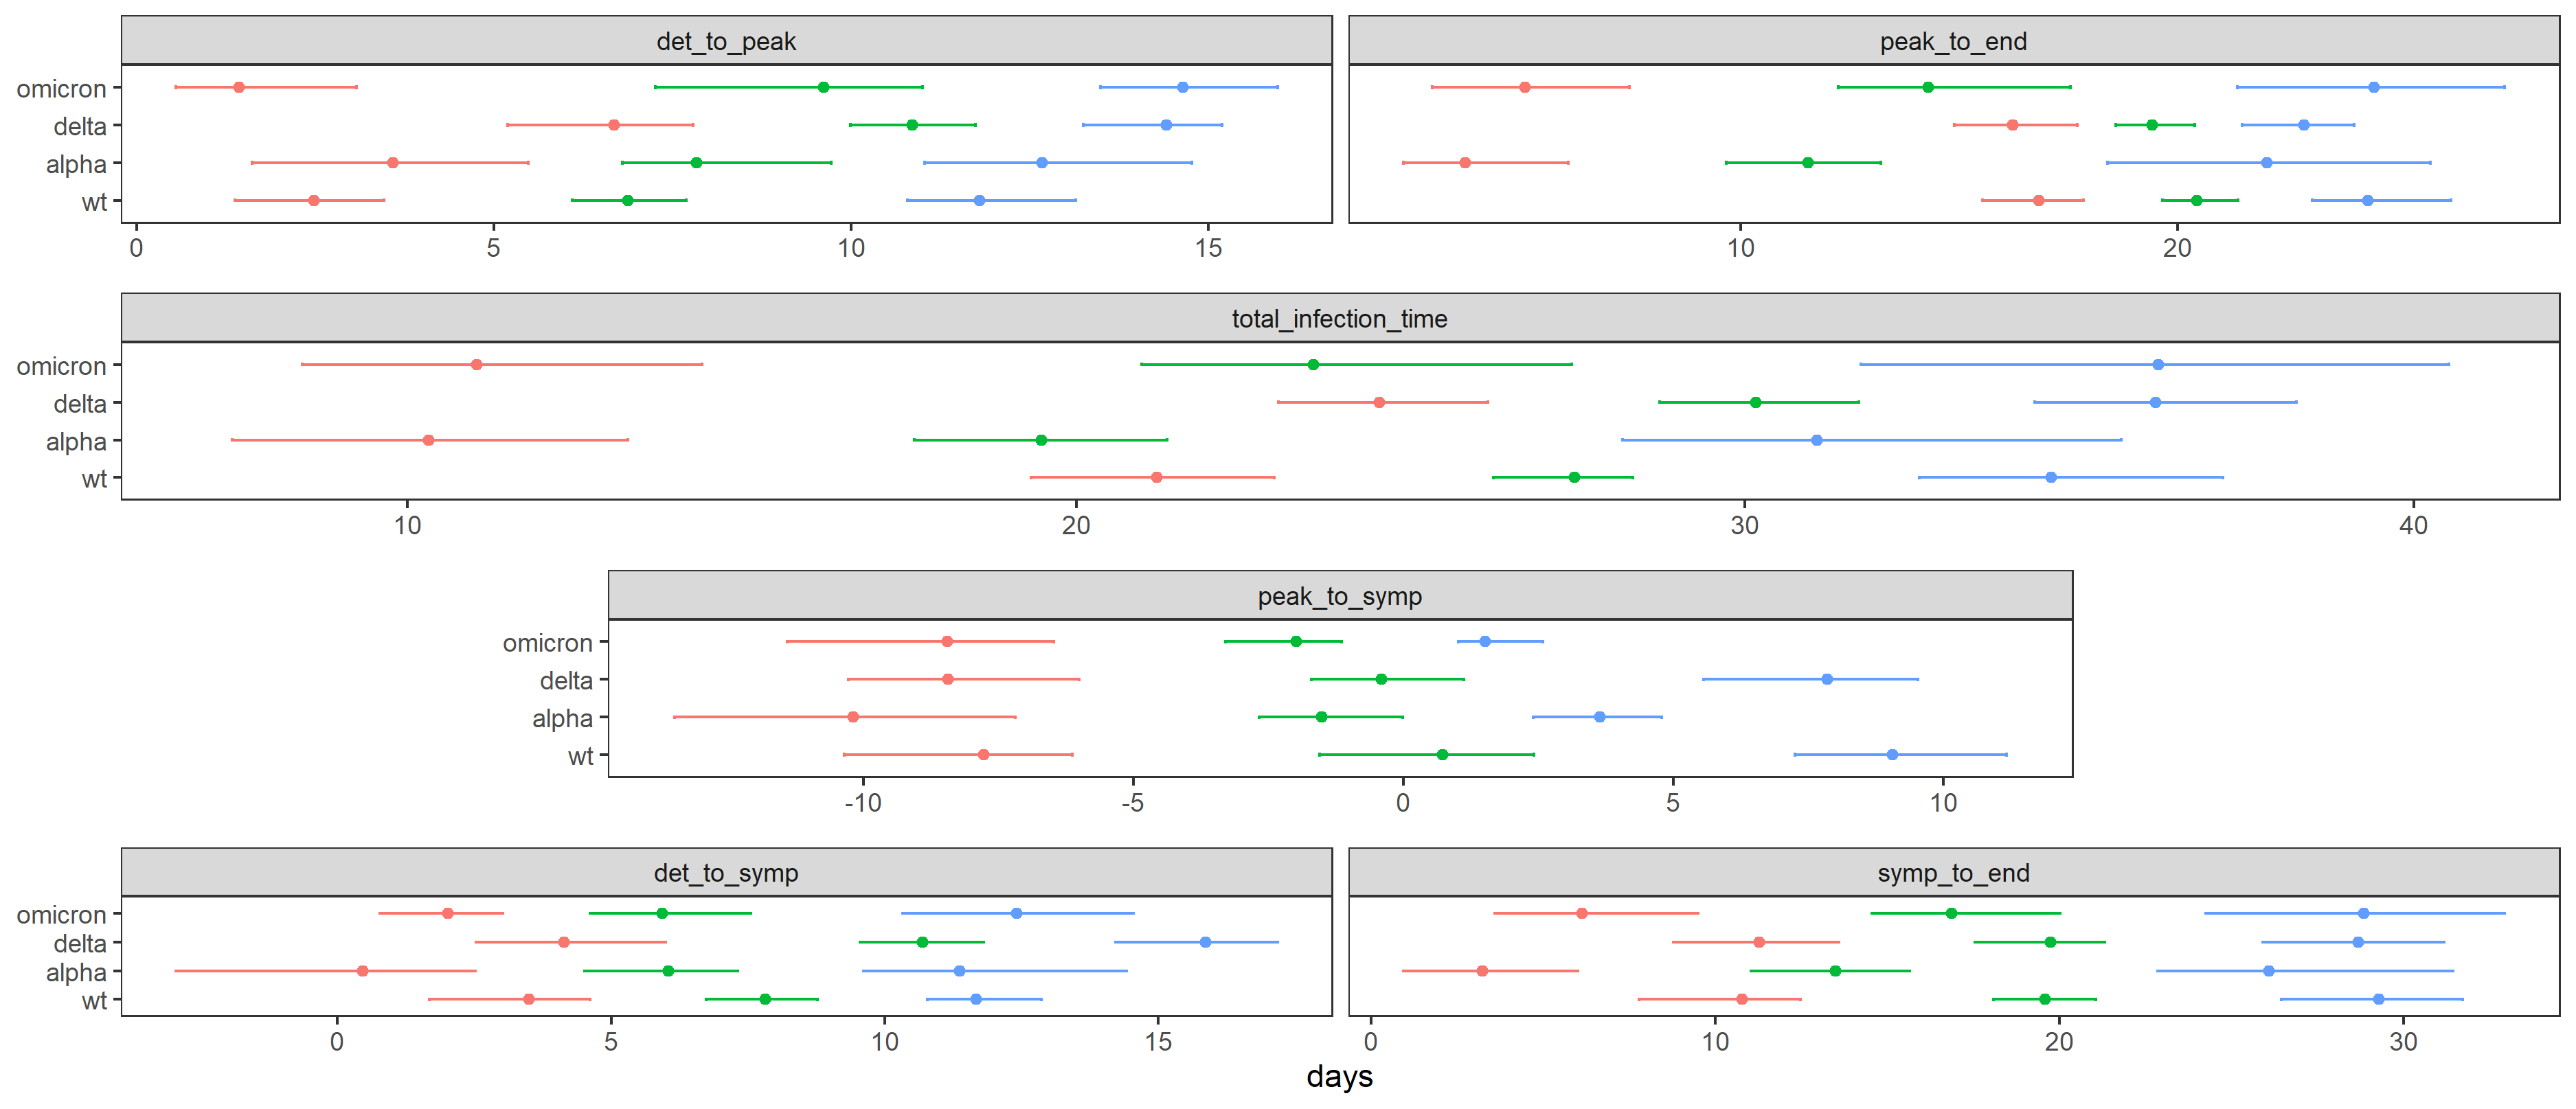 det_to_peak peak_to_end
omicron
delta
alpha
wt
0 5 10 15 10 20
total_infection_time
omicron
delta
alpha
wt
10 20 30 40
peak_to_symp
omicron
delta
alpha
wt
-10 -5 0 5 10
det_to_symp symp_to_end
omicron
delta
alpha
wt
0 5 10 15 0 10 20 30
days